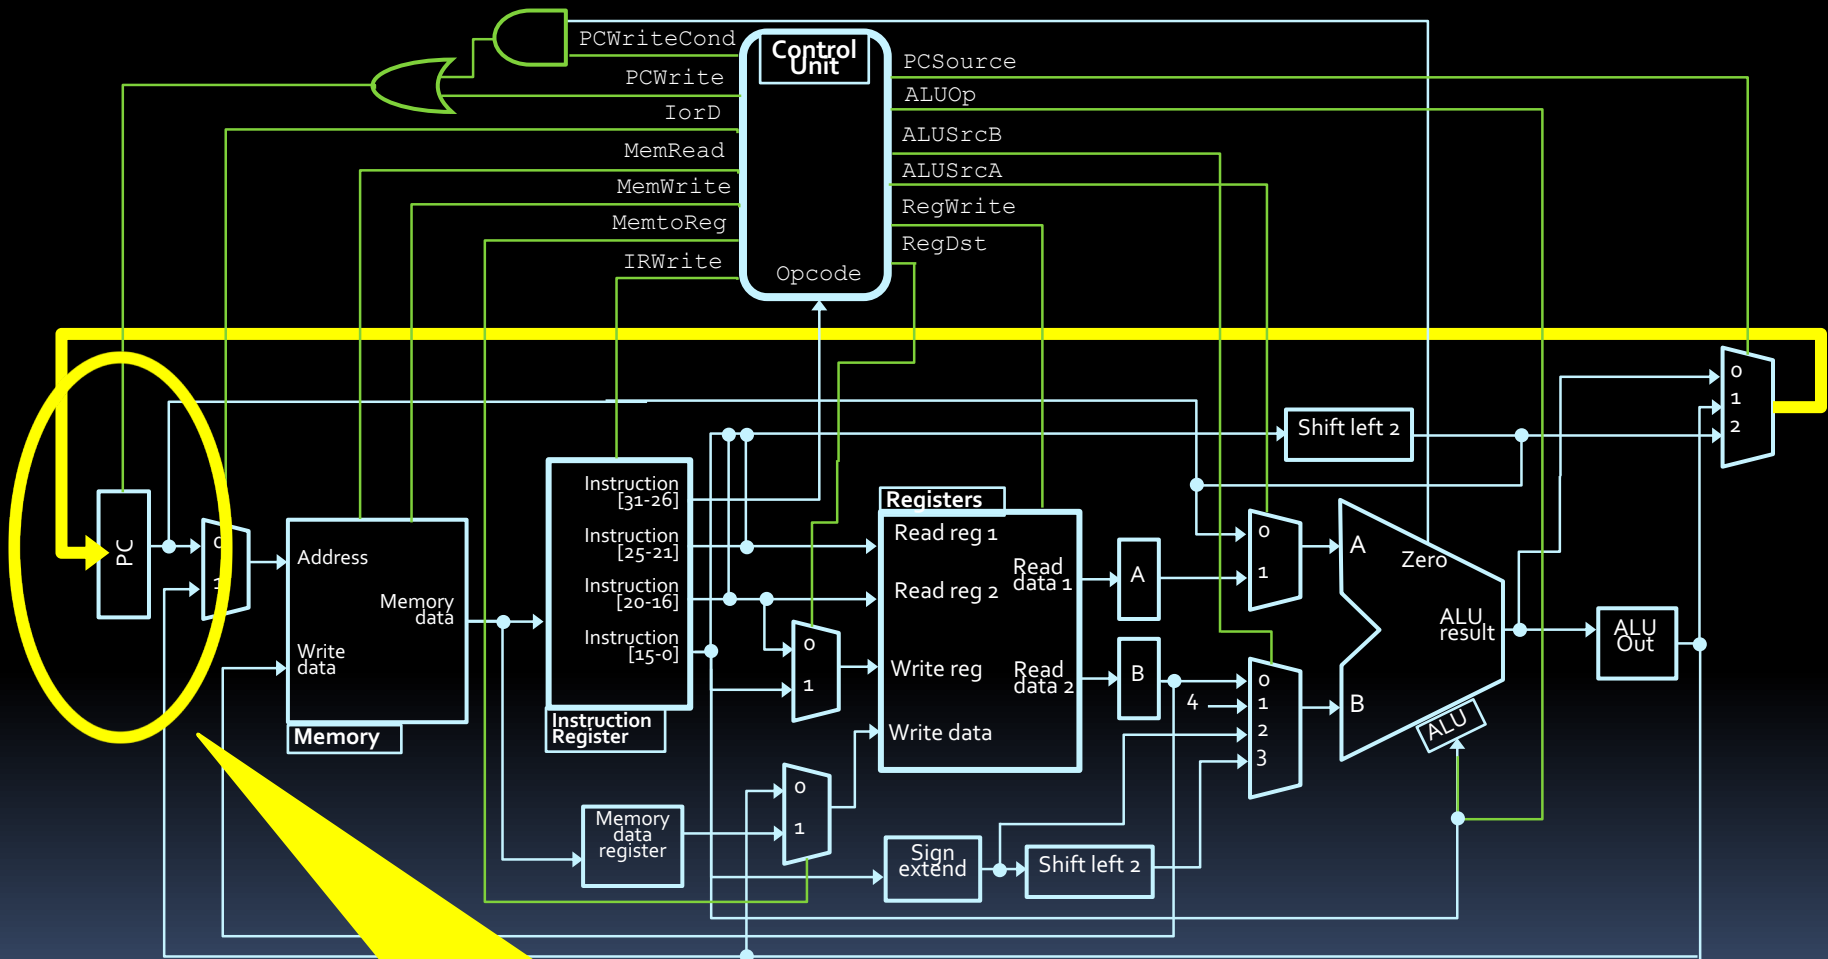 PCWriteCond
PCWrite
IorD
MemRead
MemWrite
MemtoReg
IRWrite
Control
Unit
Opcode
PCSource
ALUOp
ALUSrcB
ALUSrcA
RegWrite
RegDst
PC
0
1
Address
Memory
data
Write
data
Memory
Instruction
[31-26]
Instruction
[25-21]
Instruction
[20-16]
Instruction
[15-0]
Instruction
Register
Memory
data
register
0
1
0
1
Registers
Read reg 1
Read reg 2
Write reg
Write data
Read
data 1
Read
data 2
Sign
extend
Shift left 2
A
B
4
0
1
0
1
2
3
Shift left 2
A
B
Zero
ALU
result
ALU
ALU
Out
0
1
2